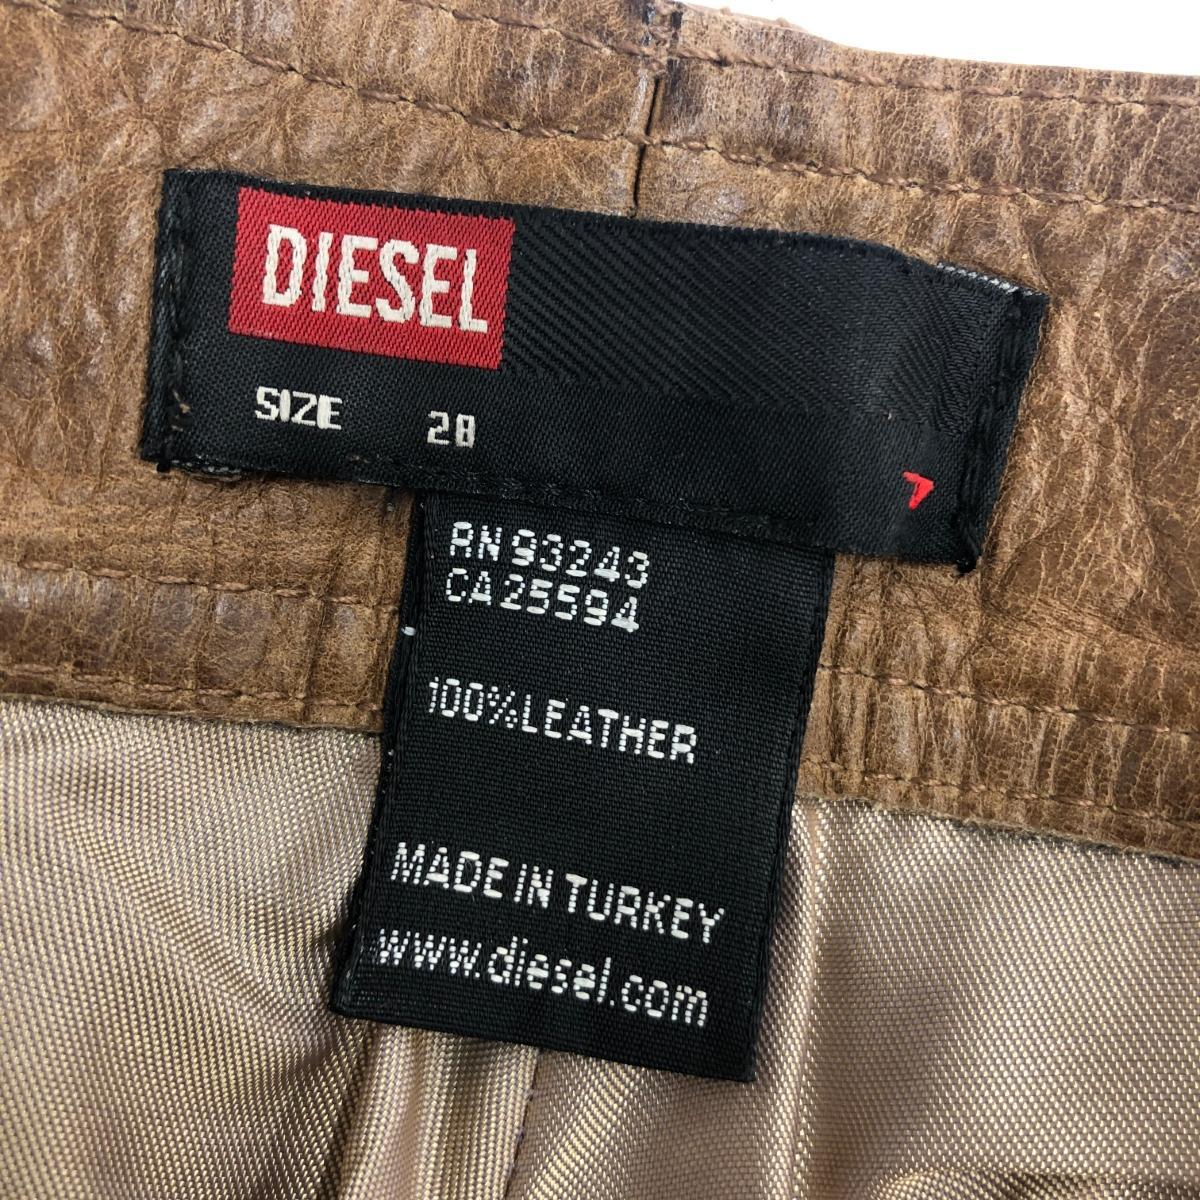 DIESEL
SIZE 28
RN 93243
CA 25594
100% LEATHER
MADE IN TURKEY
www.diesel.com